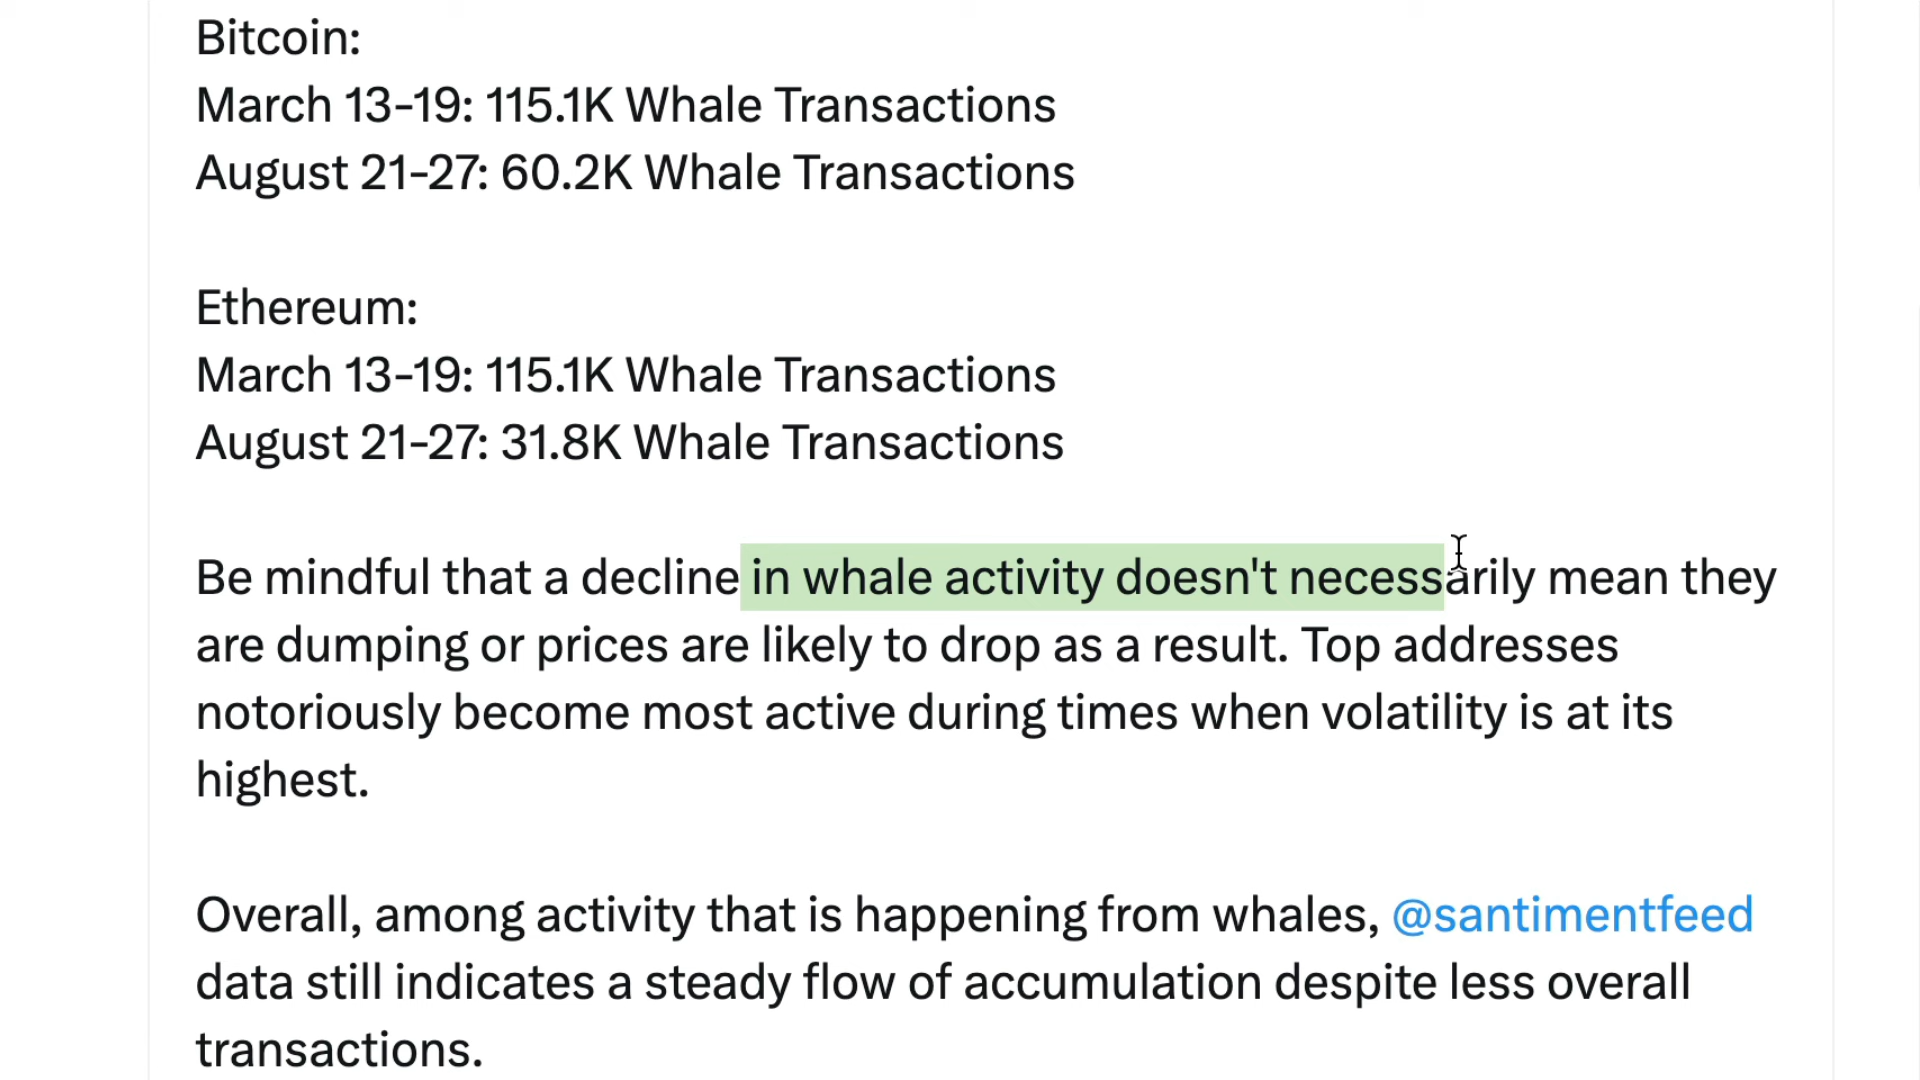 Bitcoin:
March 13-19: 115.1K Whale Transactions
August 21-27: 60.2K Whale Transactions
Ethereum:
March 13-19: 115.1K Whale Transactions
August 21-27: 31.8K Whale Transactions
Be mindful that a decline in whale activity doesn't necessarily mean they
are dumping or prices are likely to drop as a result. Top addresses
notoriously become most active during times when volatility is at its
highest.
Overall, among activity that is happening from whales, @santimentfeed
data still indicates a steady flow of accumulation despite less overall
transactions.